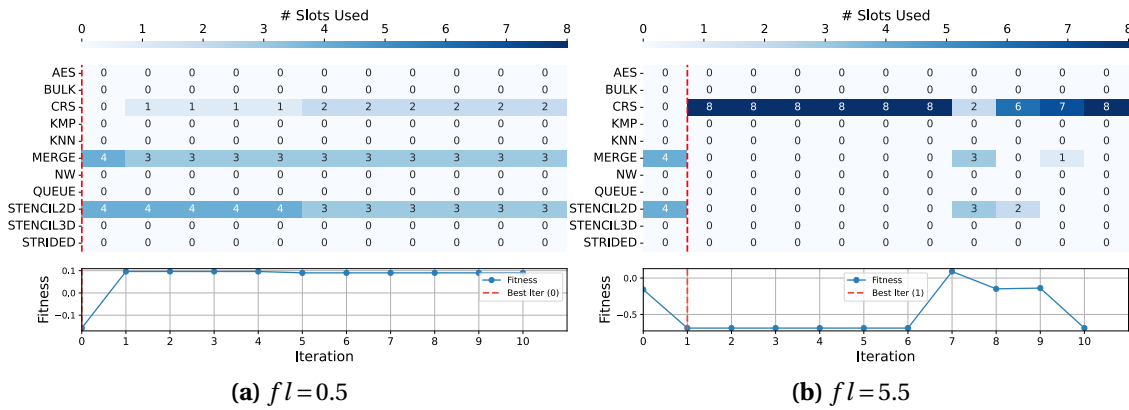 # Slots Used
0 1 2 3 4 5 6 7 8
AES 0 0 0 0 0 0 0 0 0 0 0
BULK 0 0 0 0 0 0 0 0 0 0 0
CRS 0 1 1 1 1 2 2 2 2 2 2
KMP 0 0 0 0 0 0 0 0 0 0 0
KNN 0 0 0 0 0 0 0 0 0 0 0
MERGE 4 3 3 3 3 3 3 3 3 3 3
NW 0 0 0 0 0 0 0 0 0 0 0
QUEUE 0 0 0 0 0 0 0 0 0 0 0
STENCIL2D 4 4 4 4 4 3 3 3 3 3 3
STENCIL3D 0 0 0 0 0 0 0 0 0 0 0
STRIDED 0 0 0 0 0 0 0 0 0 0 0
Fitness
0.1
0.0
−0.1
Fitness
Best Iter (0)
0 1 2 3 4 5 6 7 8 9 10
Iteration
(a) fl=0.5
# Slots Used
0 1 2 3 4 5 6 7 8
AES 0 0 0 0 0 0 0 0 0 0 0
BULK 0 0 0 0 0 0 0 0 0 0 0
CRS 0 8 8 8 8 8 8 2 6 7 8
KMP 0 0 0 0 0 0 0 0 0 0 0
KNN 0 0 0 0 0 0 0 0 0 0 0
MERGE 4 0 0 0 0 0 0 3 0 1 0
NW 0 0 0 0 0 0 0 0 0 0 0
QUEUE 0 0 0 0 0 0 0 0 0 0 0
STENCIL2D 4 0 0 0 0 0 0 3 2 0 0
STENCIL3D 0 0 0 0 0 0 0 0 0 0 0
STRIDED 0 0 0 0 0 0 0 0 0 0 0
Fitness
0.0
−0.5
Fitness
Best Iter (1)
0 1 2 3 4 5 6 7 8 9 10
Iteration
(b) fl=5.5